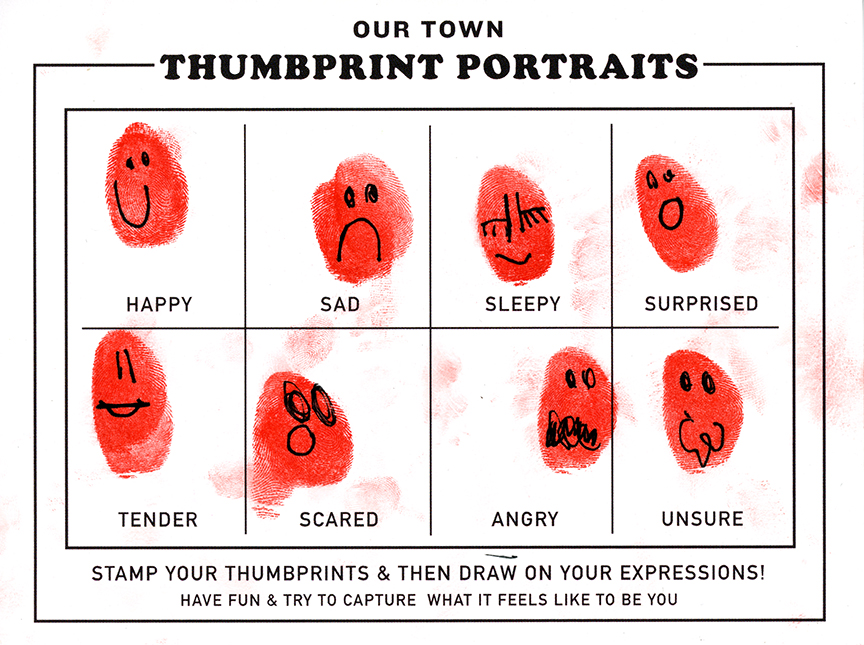 OUR TOWN
THUMBPRINT PORTRAITS
HAPPY SAD SLEEPY SURPRISED
TENDER SCARED ANGRY UNSURE
STAMP YOUR THUMBPRINTS & THEN DRAW ON YOUR EXPRESSIONS!
HAVE FUN & TRY TO CAPTURE WHAT IT FEELS LIKE TO BE YOU